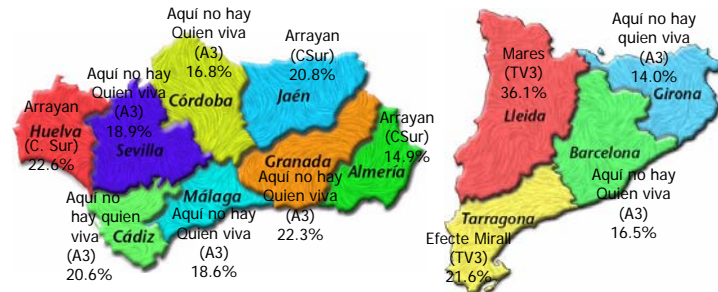 Aquí no hay
Quien viva
(A3)
16.8%
Córdoba
Arrayan
(CSur)
20.8%
Jaén
Aquí no hay
Quien viva
(A3)
18.9%
Sevilla
Arrayan
Huelva
(C. Sur)
22.6%
Arrayan
(CSur)
14.9%
Almería
Granada
Aquí no hay
Quien viva
(A3)
22.3%
Málaga
Aquí no hay
Quien viva
(A3)
18.6%
Aquí no
hay quien
viva
(A3)
20.6%
Cádiz
Mares
(TV3)
36.1%
Lleida
Aquí no hay
quien viva
(A3)
14.0%
Girona
Barcelona
Aquí no hay
Quien viva
(A3)
16.5%
Tarragona
Efecte Mirall
(TV3)
21.6%